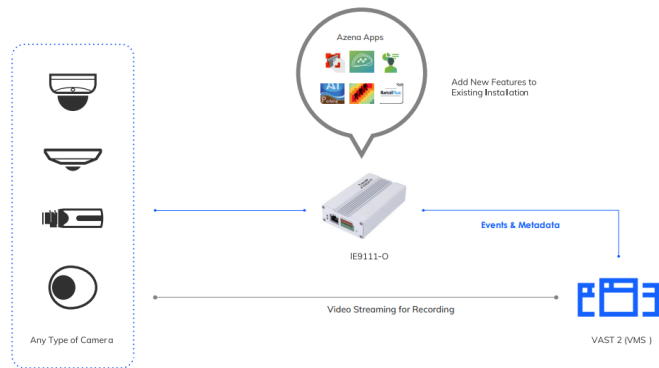 Azena Apps
AI
Add New Features to
Existing Installation
Events & Metadata
IE9111-O
Video Streaming for Recording
Any Type of Camera
VAST 2 (VMS )